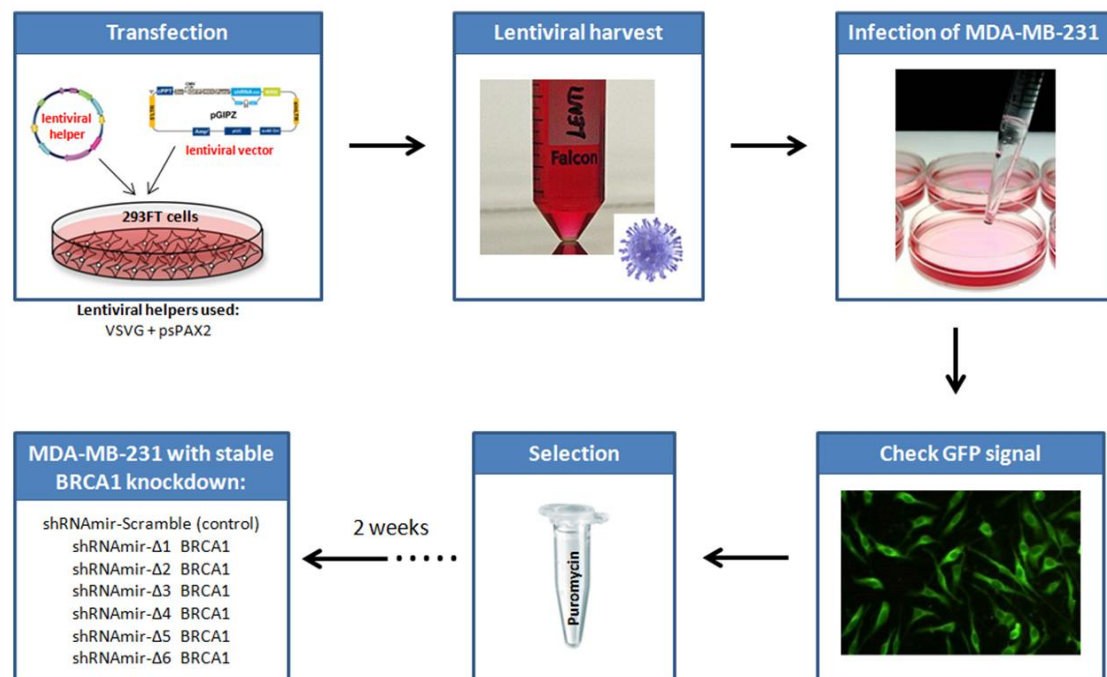 Transfection
lentiviral
helper
cPPT
shRNA
pGIPZ
Amp
lentiviral vector
293FT cells
Lentiviral helpers used:
VSVG + psPAX2
Lentiviral harvest
LENTI
Falcon
Infection of MDA-MB-231
Check GFP signal
Selection
Puromycin
2 weeks
MDA-MB-231 with stable
BRCA1 knockdown:
shRNAmir-Scramble (control)
shRNAmir-Δ1 BRCA1
shRNAmir-Δ2 BRCA1
shRNAmir-Δ3 BRCA1
shRNAmir-Δ4 BRCA1
shRNAmir-Δ5 BRCA1
shRNAmir-Δ6 BRCA1